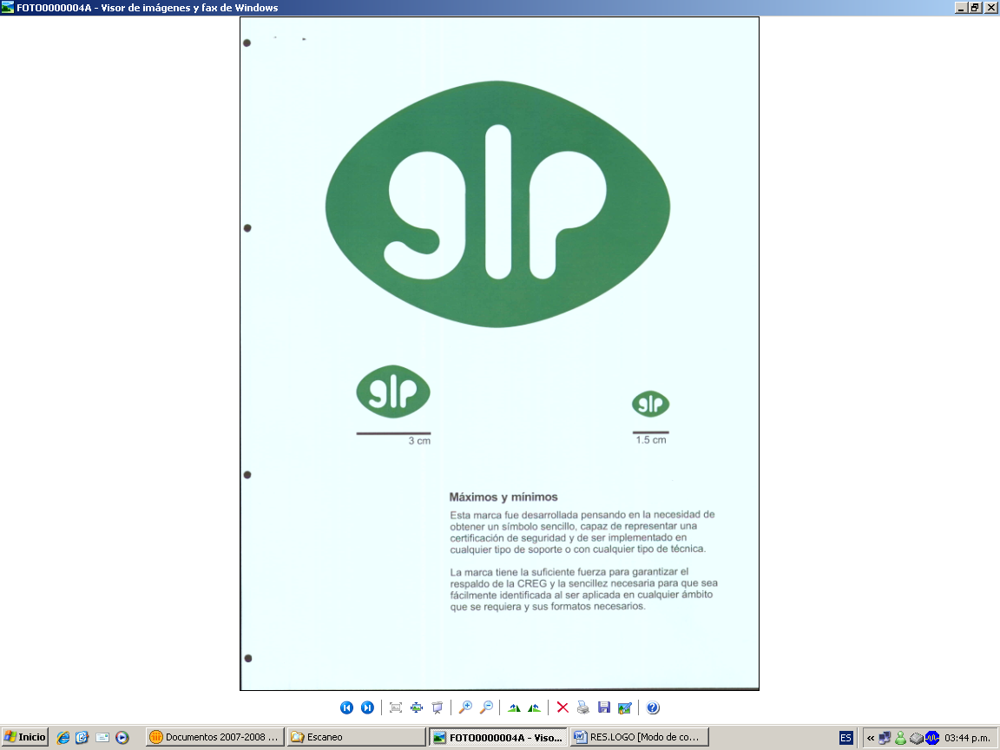 FOTO0000004A - Visor de imágenes y fax de Windows
glp
glp
glp
3 cm
1.5 cm
Máximos y mínimos
Esta marca fue desarrollada pensando en la necesidad de
obtener un símbolo sencillo, capaz de representar una
certificación de seguridad y de ser implementado en
cualquier tipo de soporte o con cualquier tipo de técnica.
La marca tiene la suficiente fuerza para garantizar el
respaldo de la CREG y la sencillez necesaria para que sea
fácilmente identificada al ser aplicada en cualquier ámbito
que se requiera y sus formatos necesarios.
Inicio
Documentos 2007-2008 ...
Escaneo
FOTO0000004A - Viso...
RES.LOGO [Modo de co...
ES
«
03:44 p.m.